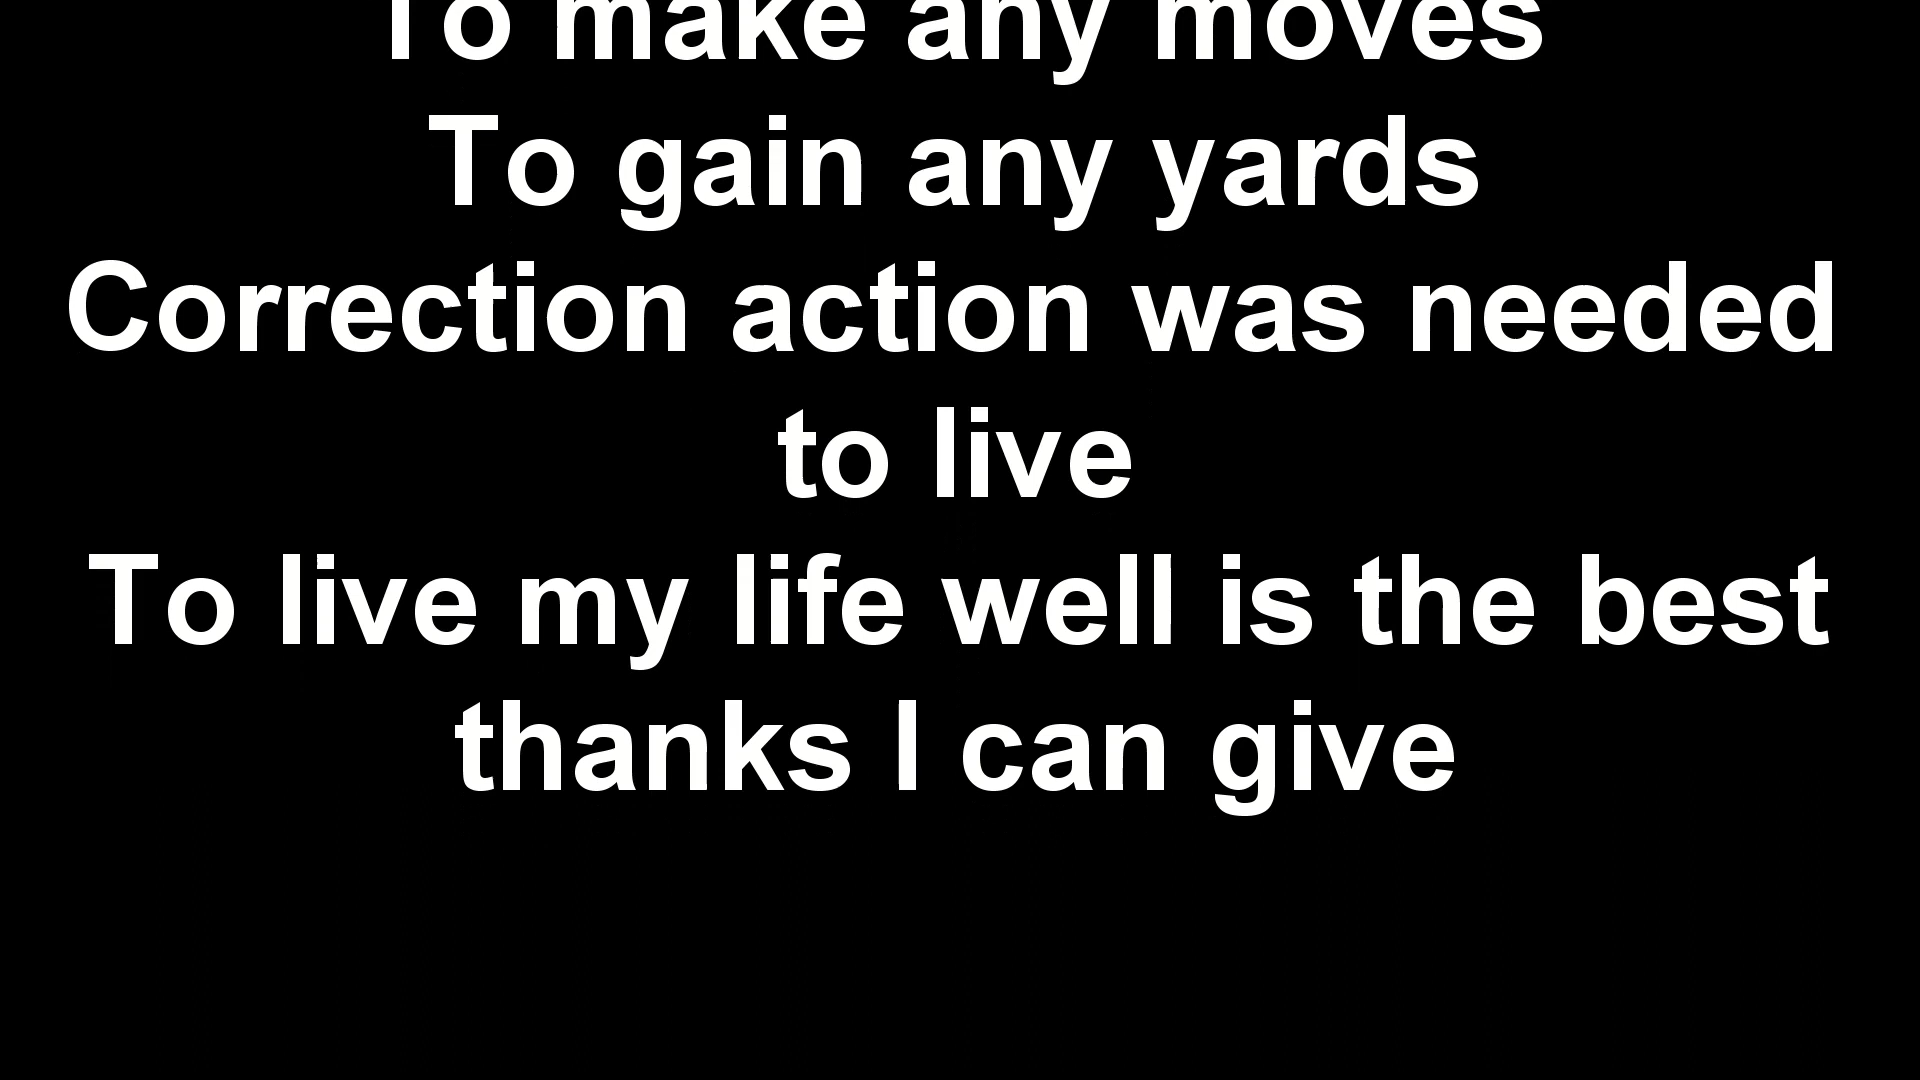 To make any moves
To gain any yards
Correction action was needed
to live
To live my life well is the best
thanks I can give